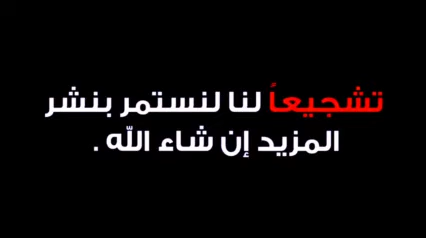 تشجيعاً لنا لنستمر بنشر
المزيد إن شاء الله .